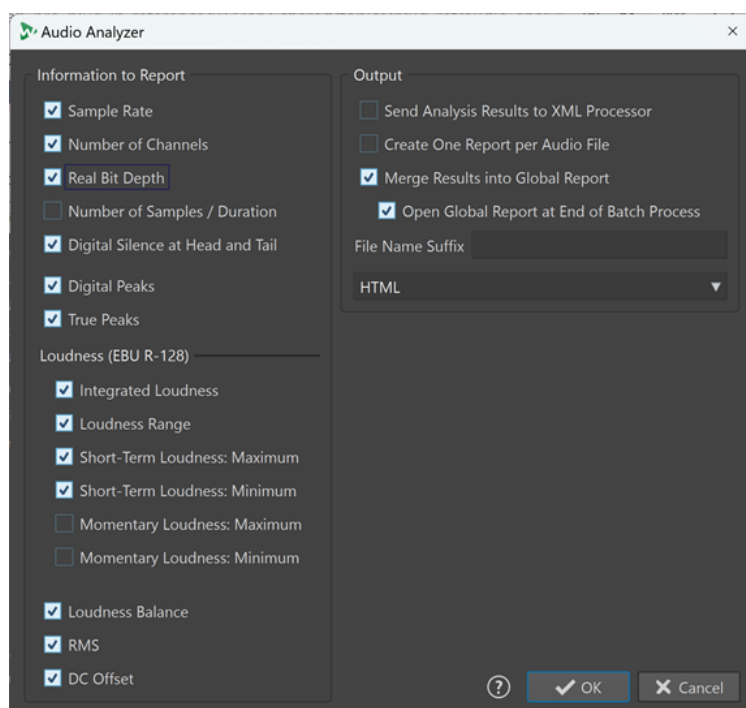 Audio Analyzer
Information to Report
Sample Rate
Number of Channels
Real Bit Depth
Number of Samples / Duration
Digital Silence at Head and Tail
Digital Peaks
True Peaks
Loudness (EBU R-128)
Integrated Loudness
Loudness Range
Short-Term Loudness: Maximum
Short-Term Loudness: Minimum
Momentary Loudness: Maximum
Momentary Loudness: Minimum
Loudness Balance
RMS
DC Offset
Output
Send Analysis Results to XML Processor
Create One Report per Audio File
Merge Results into Global Report
Open Global Report at End of Batch Process
File Name Suffix
HTML
? OK Cancel